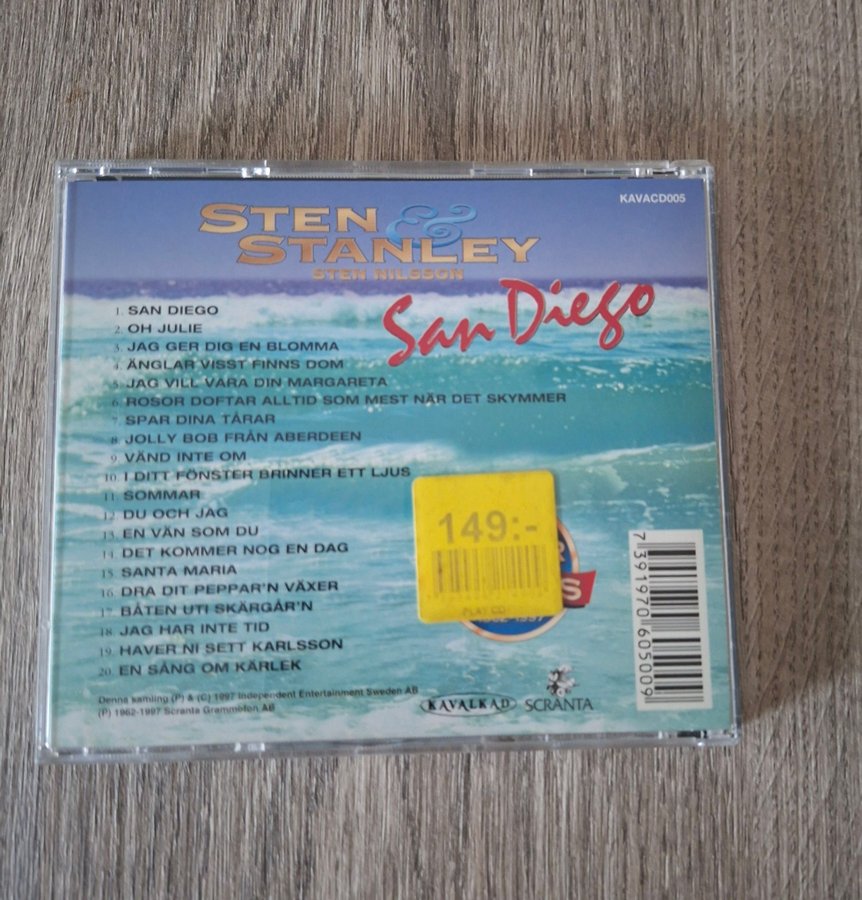 KAVACD005
STEN &
STANLEY
STEN NILSSON
San Diego
1. SAN DIEGO
2. OH JULIE
3. JAG GER DIG EN BLOMMA
4. ÄNGLAR VISST FINNS DOM
5. JAG VILL VARA DIN MARGARETA
6. ROSOR DOFTAR ALLTID SOM MEST NÄR DET SKYMMER
7. SPAR DINA TÅRAR
8. JOLLY BOB FRÅN ABERDEEN
9. VÄND INTE OM
10. I DITT FÖNSTER BRINNER ETT LJUS
11. SOMMAR
12. DU OCH JAG
13. EN VÄN SOM DU
14. DET KOMMER NOG EN DAG
15. SANTA MARIA
16. DRA DIT PEPPAR'N VÄXER
17. BÅTEN UTI SKÄRGÅR'N
18. JAG HAR INTE TID
19. HAVER NI SETT KARLSSON
20. EN SÅNG OM KÄRLEK
149:-
PLAY CD
7391970605009
Denna samling (P) & (C) 1997 Independent Entertainment Sweden AB
(P) 1962-1997 Scranta Grammofon AB
KAVALKAD
SCRANTA